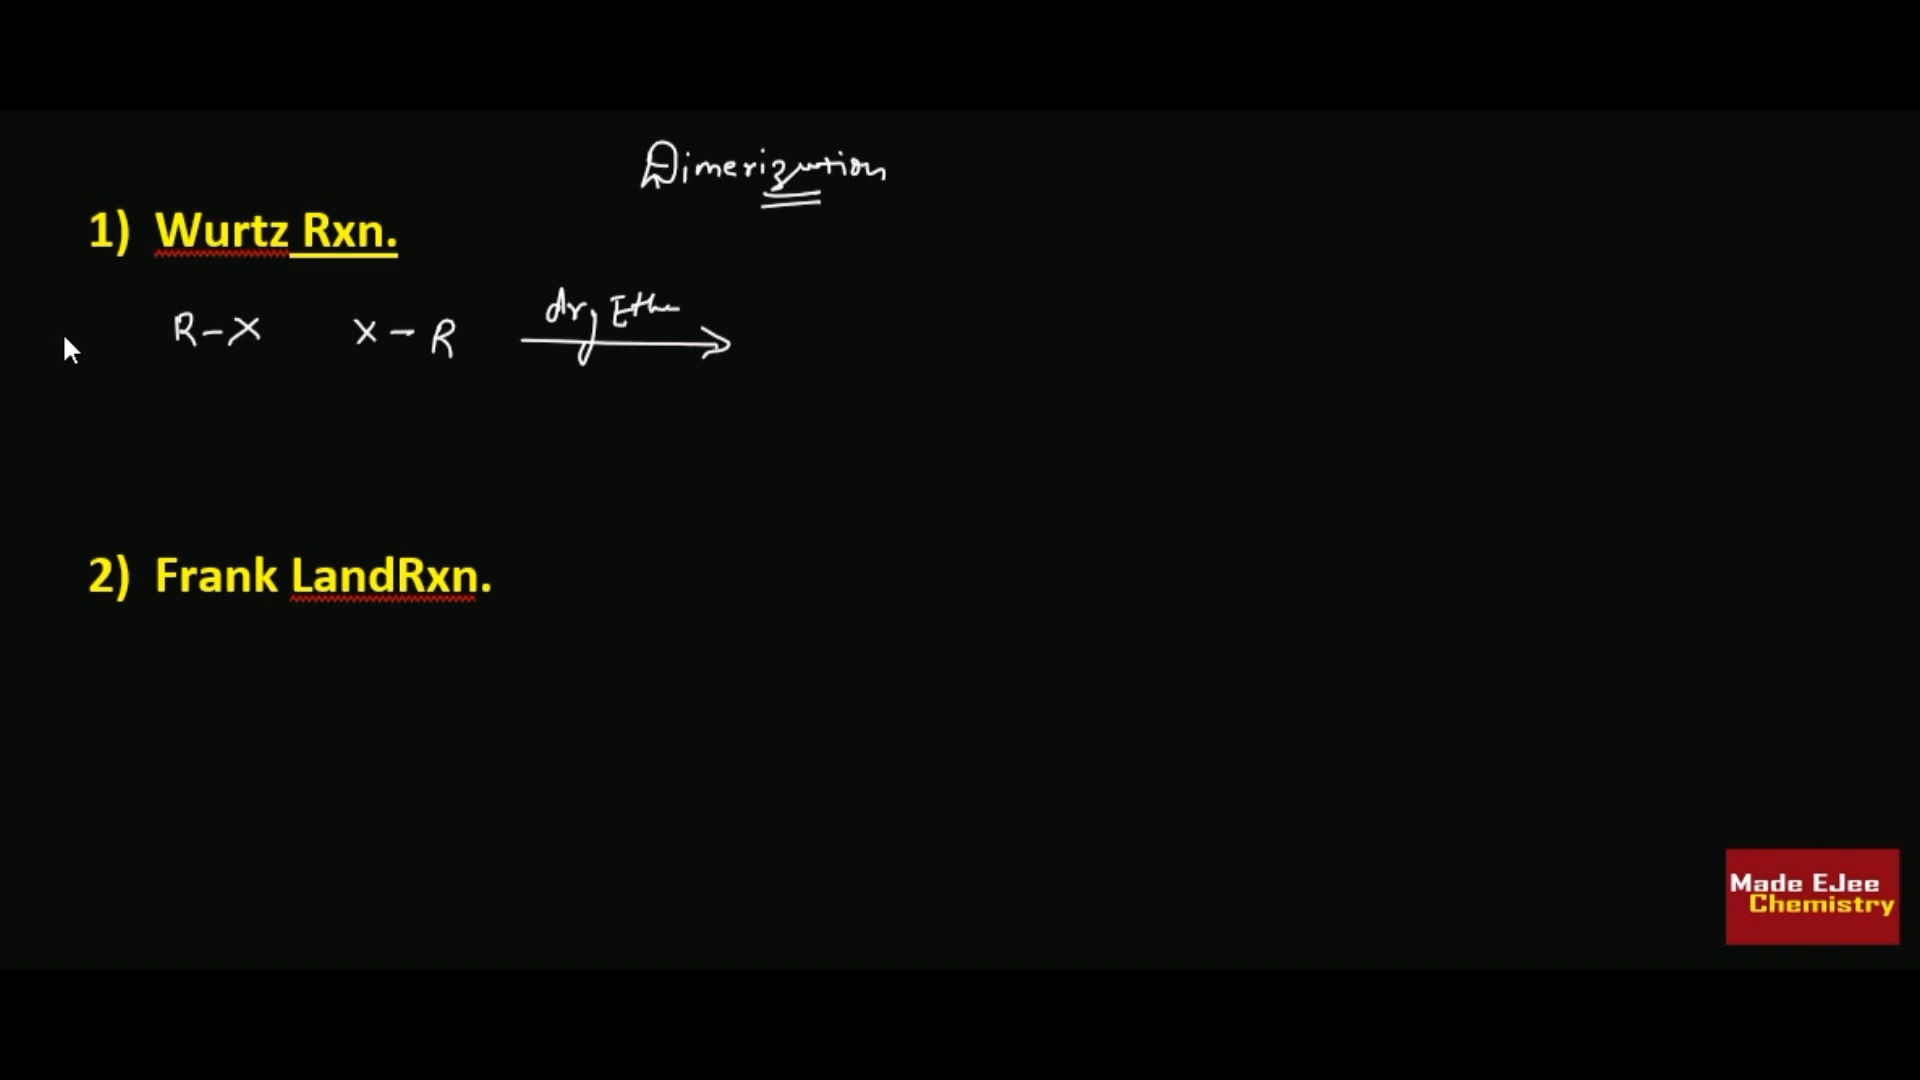 Dimerization
1) Wurtz Rxn.
R-X X-R dry Ether
2) Frank LandRxn.
Made EJee
Chemistry